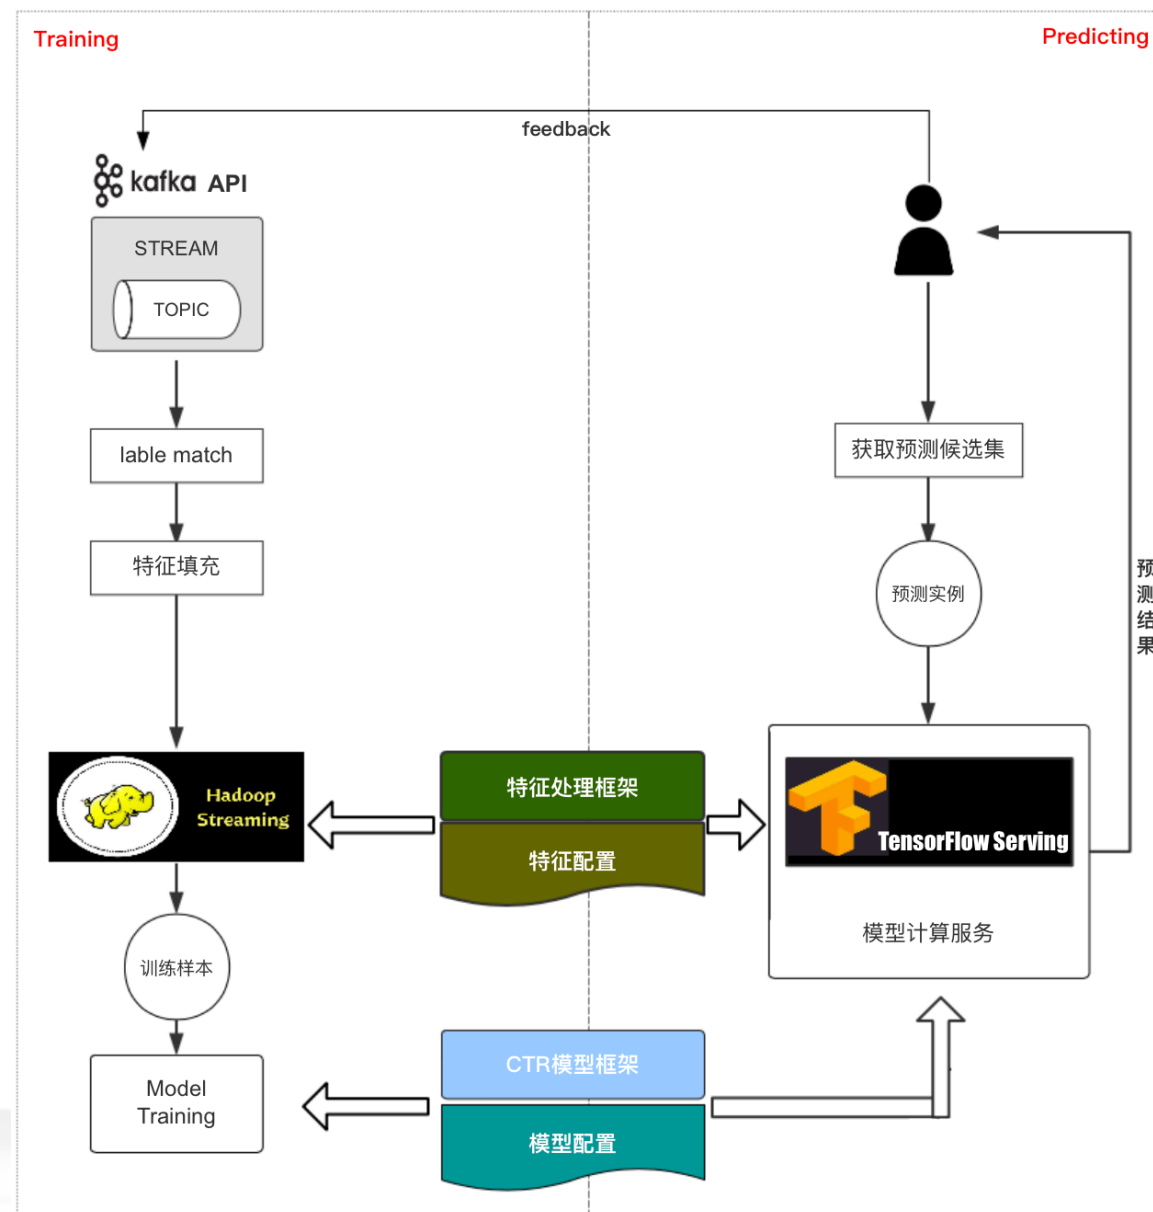 Training
Predicting
feedback
kafka API
STREAM
TOPIC
lable match
获取预测候选集
特征填充
预测实例
预
测
结
果
Hadoop
Streaming
特征处理框架
特征配置
TensorFlow Serving
模型计算服务
训练样本
Model
Training
CTR模型框架
模型配置